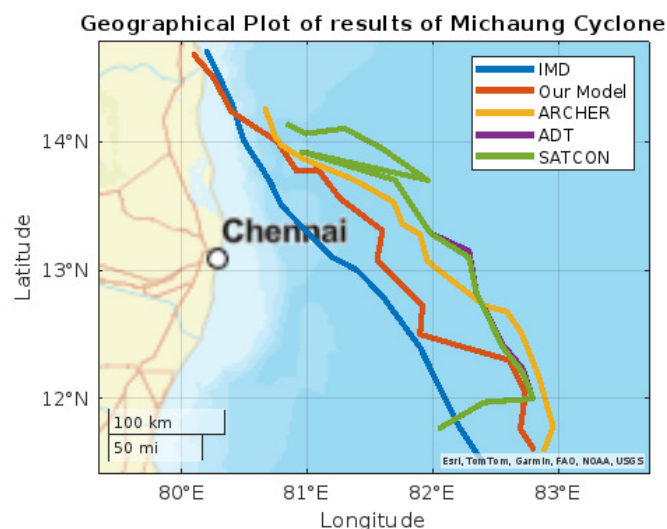 Geographical Plot of results of Michaung Cyclone
IMD
Our Model
ARCHER
ADT
SATCON
14°N
Chennai
13°N
Latitude
12°N
100 km
50 mi
Esri, TomTom, Garmin, FAO, NOAA, USGS
80°E
81°E
82°E
83°E
Longitude